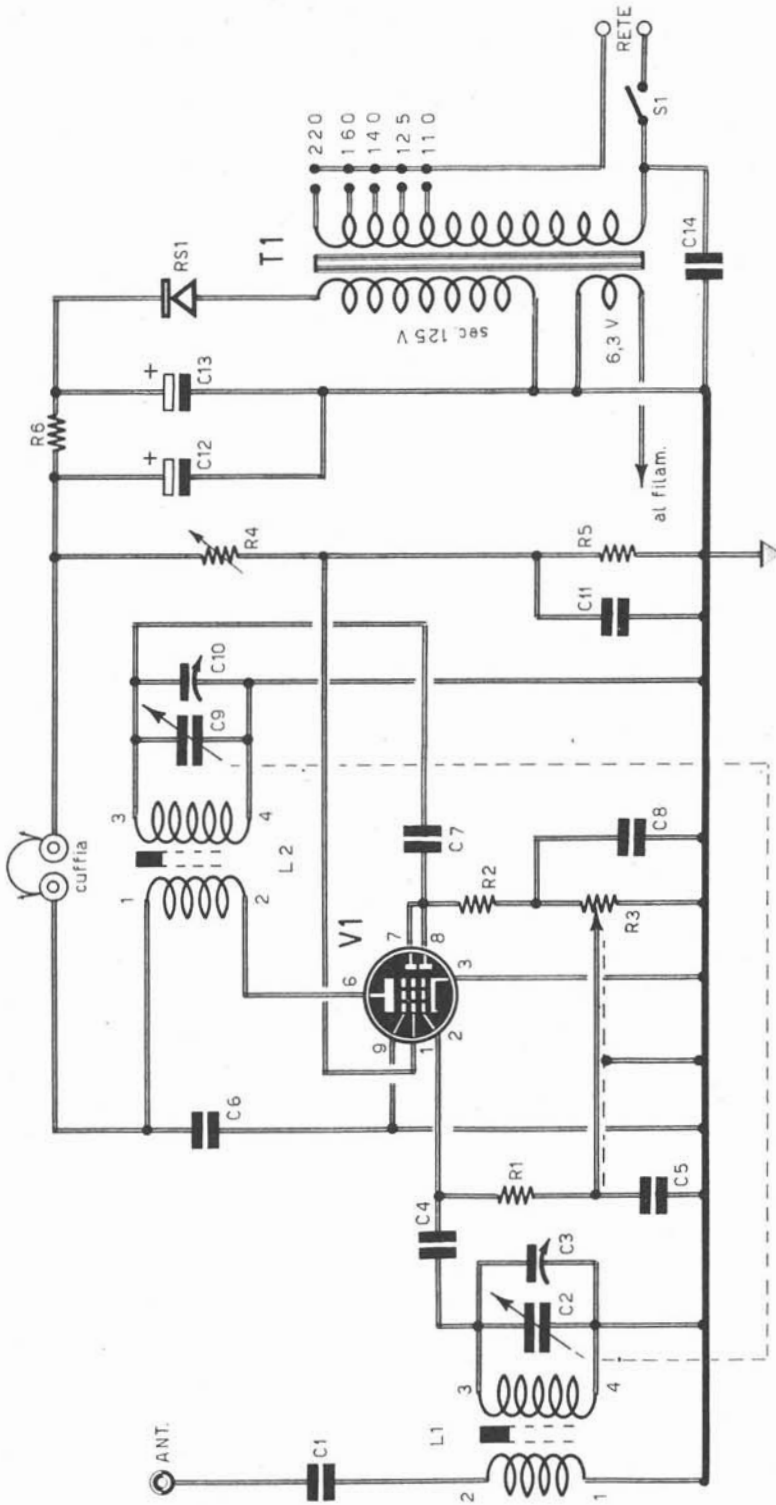 ANT.
C1
2
1
L1
3
4
C2
C3
C4
R1
C5
C6
cuffia
1
2
L2
3
4
C9
C10
V1
6
9
1
2
3
7
8
C7
R2
R3
C8
R4
C11
R5
R6
+
C12
+
C13
RS1
T1
sec. 125 V
6,3 V
al filam.
220
160
140
125
110
C14
S1
RETE